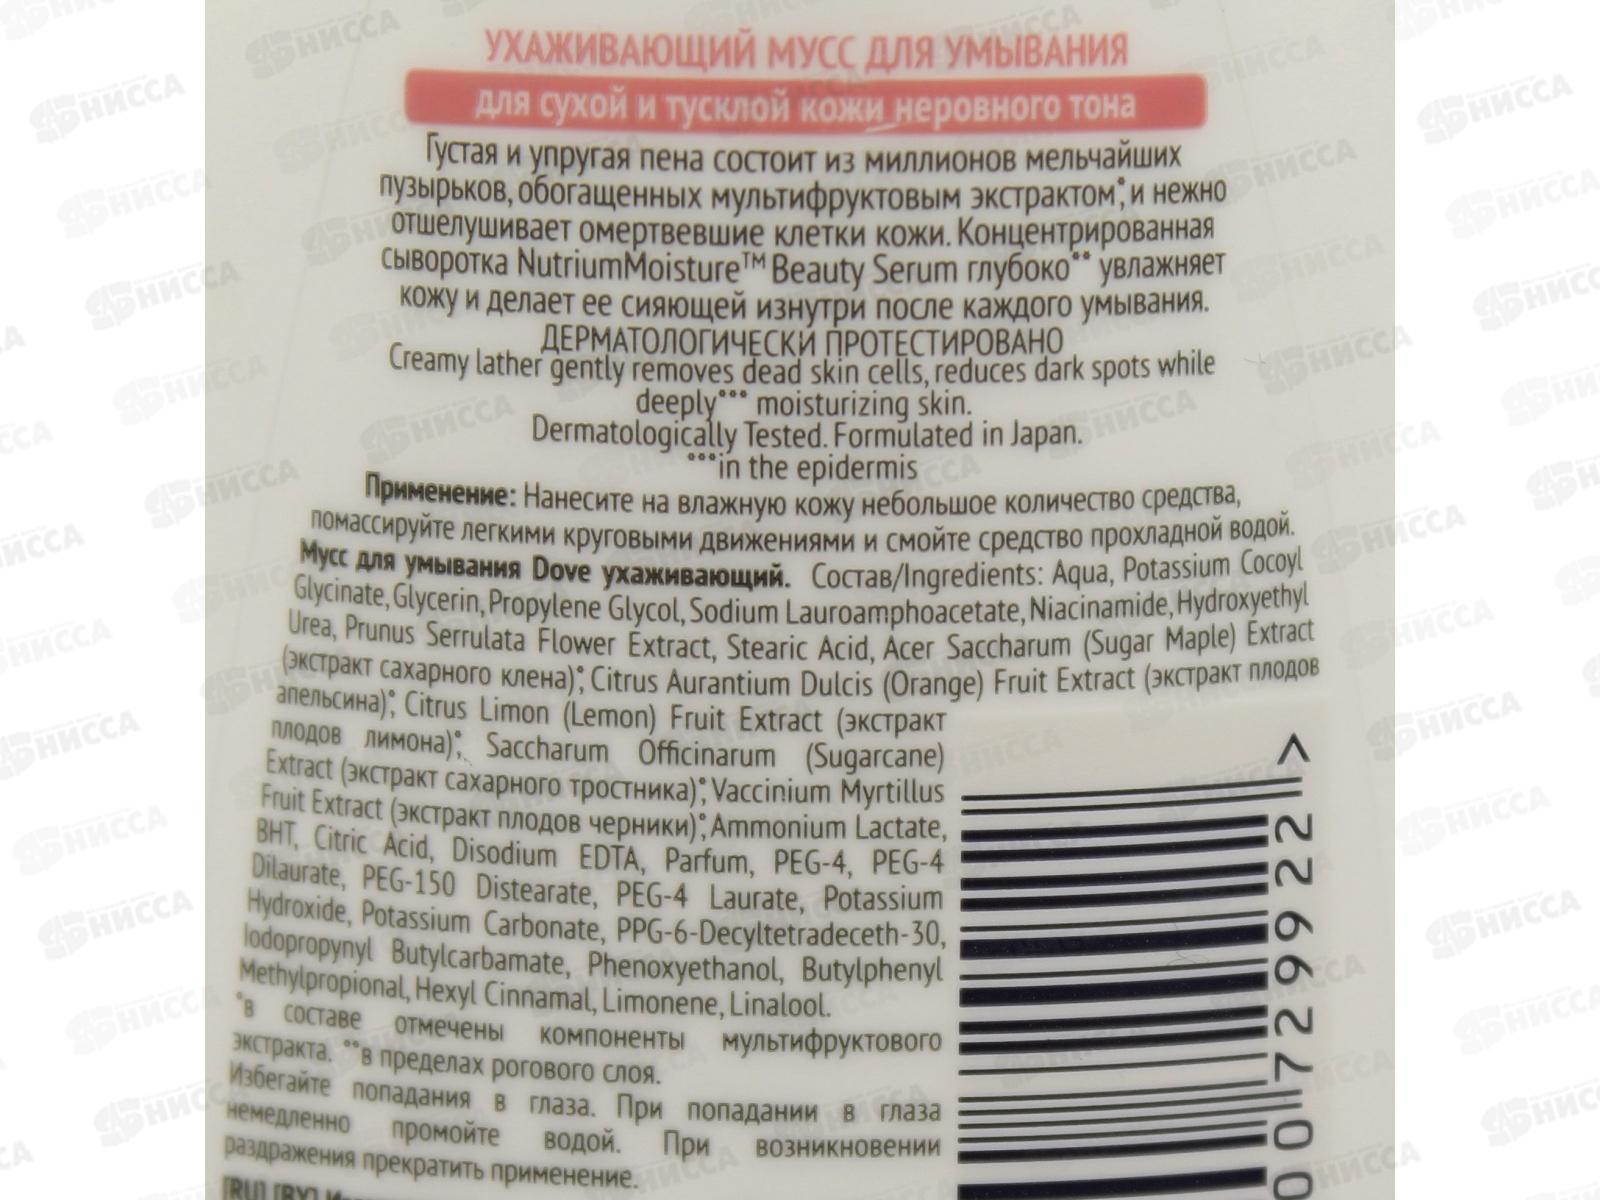 УХАЖИВАЮЩИЙ МУСС ДЛЯ УМЫВАНИЯ
для сухой и тусклой кожи неровного тона
Густая и упругая пена состоит из миллионов мельчайших
пузырьков, обогащенных мультифруктовым экстрактом*, и нежно
отшелушивает омертвевшие клетки кожи. Концентрированная
сыворотка NutriumMoisture™ Beauty Serum глубоко** увлажняет
кожу и делает ее сияющей изнутри после каждого умывания.
ДЕРМАТОЛОГИЧЕСКИ ПРОТЕСТИРОВАНО
Creamy lather gently removes dead skin cells, reduces dark spots while
deeply*** moisturizing skin.
Dermatologically Tested. Formulated in Japan.
***in the epidermis
Применение: Нанесите на влажную кожу небольшое количество средства,
помассируйте легкими круговыми движениями и смойте средство прохладной водой.
Мусс для умывания Dove ухаживающий. Состав/Ingredients: Aqua, Potassium Cocoyl
Glycinate, Glycerin, Propylene Glycol, Sodium Lauroamphoacetate, Niacinamide, Hydroxyethyl
Urea, Prunus Serrulata Flower Extract, Stearic Acid, Acer Saccharum (Sugar Maple) Extract
(экстракт сахарного клена)*, Citrus Aurantium Dulcis (Orange) Fruit Extract (экстракт плодов
апельсина)*, Citrus Limon (Lemon) Fruit Extract (экстракт
плодов лимона)*, Saccharum Officinarum (Sugarcane)
Extract (экстракт сахарного тростника)*, Vaccinium Myrtillus
Fruit Extract (экстракт плодов черники)*, Ammonium Lactate,
BHT, Citric Acid, Disodium EDTA, Parfum, PEG-4, PEG-4
Dilaurate, PEG-150 Distearate, PEG-4 Laurate, Potassium
Hydroxide, Potassium Carbonate, PPG-6-Decyltetradeceth-30,
Iodopropynyl Butylcarbamate, Phenoxyethanol, Butylphenyl
Methylpropional, Hexyl Cinnamal, Limonene, Linalool.
*в составе отмечены компоненты мультифруктового
экстракта. **в пределах рогового слоя.
Избегайте попадания в глаза. При попадании в глаза
немедленно промойте водой. При возникновении
раздражения прекратить применение.
[RU] [BY]
00729922 >
НИССА